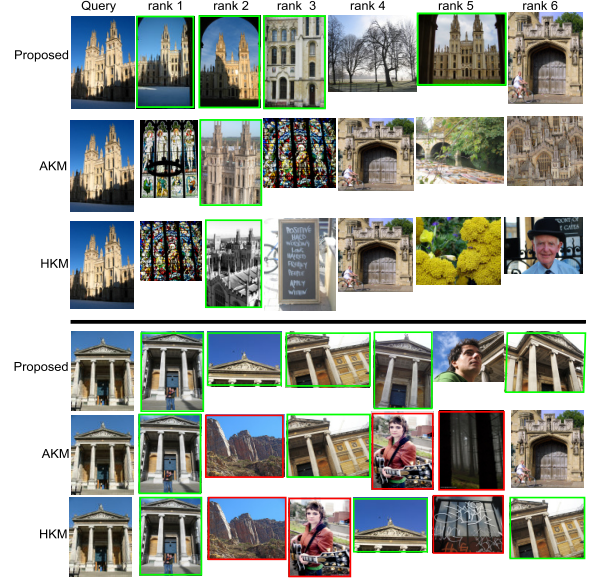 Query rank 1 rank 2 rank 3 rank 4 rank 5 rank 6
Proposed
AKM
HKM
POSITIVE
Proposed
AKM
HKM